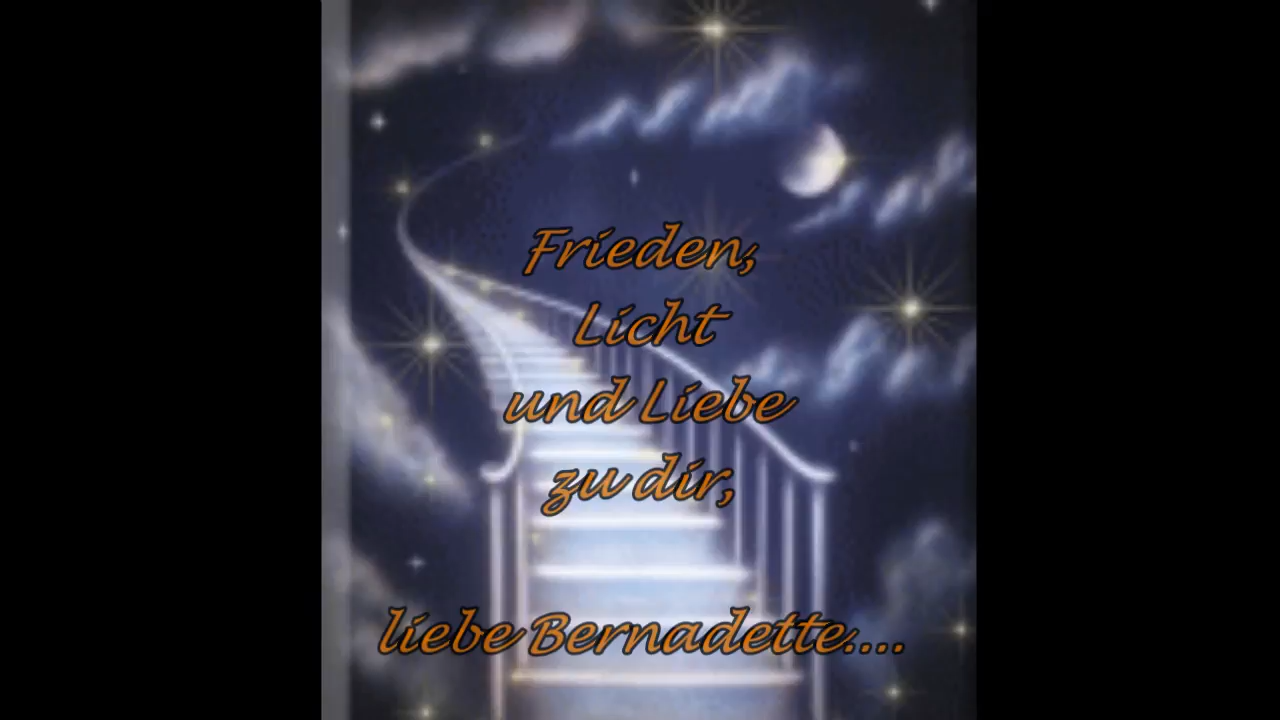 Frieden,
Licht
und Liebe
zu dir,
liebe Bernadette....